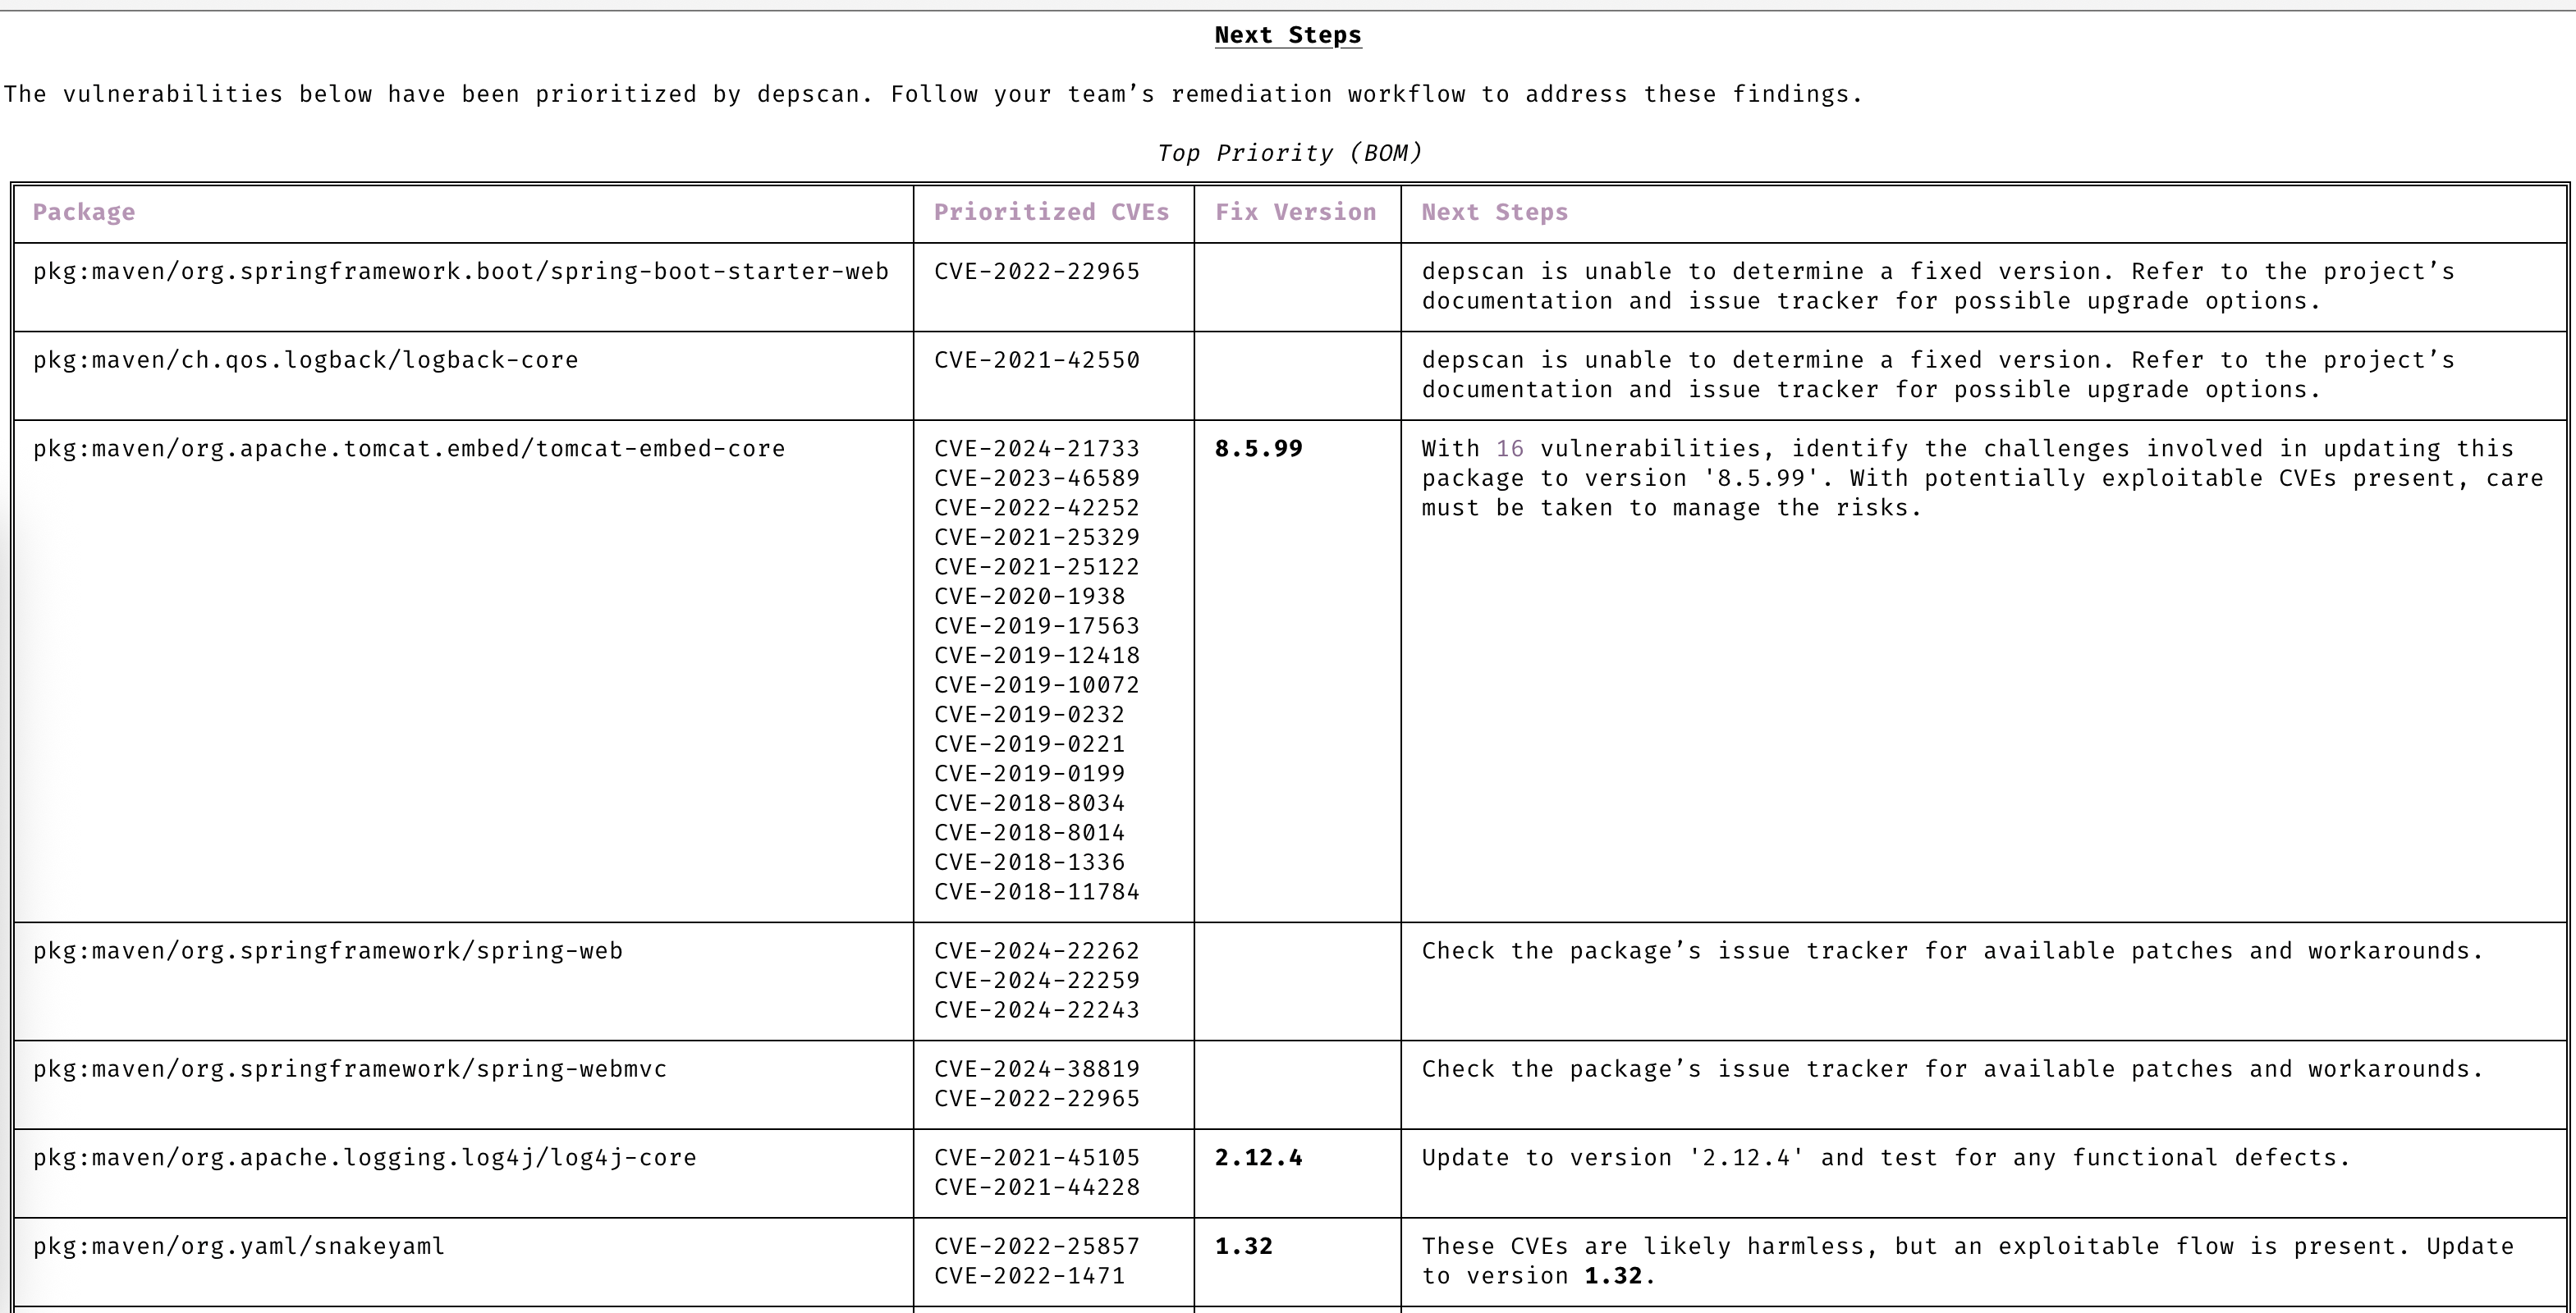 Next Steps
The vulnerabilities below have been prioritized by depscan. Follow your team’s remediation workflow to address these findings.
Top Priority (BOM)
Package Prioritized CVEs Fix Version Next Steps
pkg:maven/org.springframework.boot/spring-boot-starter-web CVE-2022-22965 depscan is unable to determine a fixed version. Refer to the project’s
documentation and issue tracker for possible upgrade options.
pkg:maven/ch.qos.logback/logback-core CVE-2021-42550 depscan is unable to determine a fixed version. Refer to the project’s
documentation and issue tracker for possible upgrade options.
pkg:maven/org.apache.tomcat.embed/tomcat-embed-core CVE-2024-21733 8.5.99 With 16 vulnerabilities, identify the challenges involved in updating this
CVE-2023-46589 package to version '8.5.99'. With potentially exploitable CVEs present, care
CVE-2022-42252 must be taken to manage the risks.
CVE-2021-25329
CVE-2021-25122
CVE-2020-1938
CVE-2019-17563
CVE-2019-12418
CVE-2019-10072
CVE-2019-0232
CVE-2019-0221
CVE-2019-0199
CVE-2018-8034
CVE-2018-8014
CVE-2018-1336
CVE-2018-11784
pkg:maven/org.springframework/spring-web CVE-2024-22262 Check the package’s issue tracker for available patches and workarounds.
CVE-2024-22259
CVE-2024-22243
pkg:maven/org.springframework/spring-webmvc CVE-2024-38819 Check the package’s issue tracker for available patches and workarounds.
CVE-2022-22965
pkg:maven/org.apache.logging.log4j/log4j-core CVE-2021-45105 2.12.4 Update to version '2.12.4' and test for any functional defects.
CVE-2021-44228
pkg:maven/org.yaml/snakeyaml CVE-2022-25857 1.32 These CVEs are likely harmless, but an exploitable flow is present. Update
CVE-2022-1471 to version 1.32.